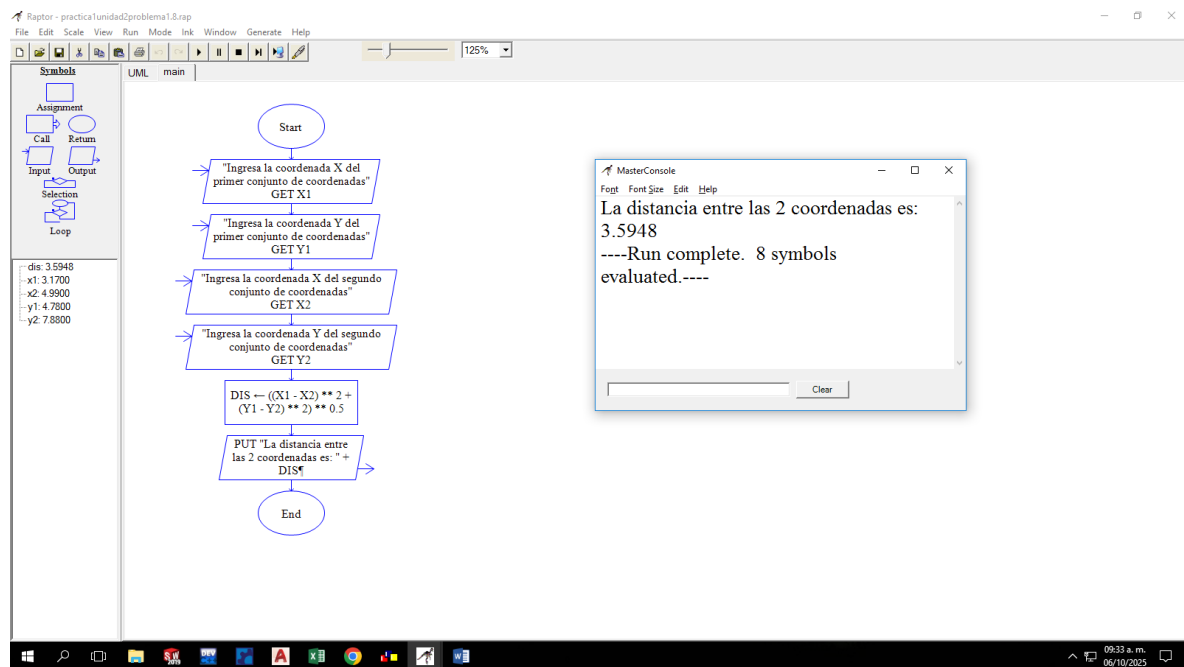 Raptor - practica1unidad2problema1.8.rap
File Edit Scale View Run Mode Ink Window Generate Help
125%
Symbols
Assignment
Call Return
Input Output
Selection
Loop
UML main
dis: 3.5948
x1: 3.1700
x2: 4.9900
y1: 4.7800
y2: 7.8800
Start
"Ingresa la coordenada X del
primer conjunto de coordenadas"
GET X1
"Ingresa la coordenada Y del
primer conjunto de coordenadas"
GET Y1
"Ingresa la coordenada X del segundo
conjunto de coordenadas"
GET X2
"Ingresa la coordenada Y del segundo
conjunto de coordenadas"
GET Y2
DIS ← ((X1 - X2) ** 2 +
(Y1 - Y2) ** 2) ** 0.5
PUT "La distancia entre
las 2 coordenadas es: " +
DIS¶
End
MasterConsole
Font Font Size Edit Help
La distancia entre las 2 coordenadas es:
3.5948
----Run complete.  8 symbols
evaluated.----
Clear
SW
2019
DEV
A
09:33 a. m.
06/10/2025